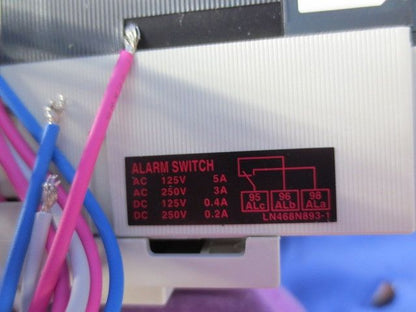 ALARM SWITCH
AC 125V 5A
AC 250V 3A
DC 125V 0.4A
DC 250V 0.2A
95 96 98
ALc ALb ALa
LN468N893-1